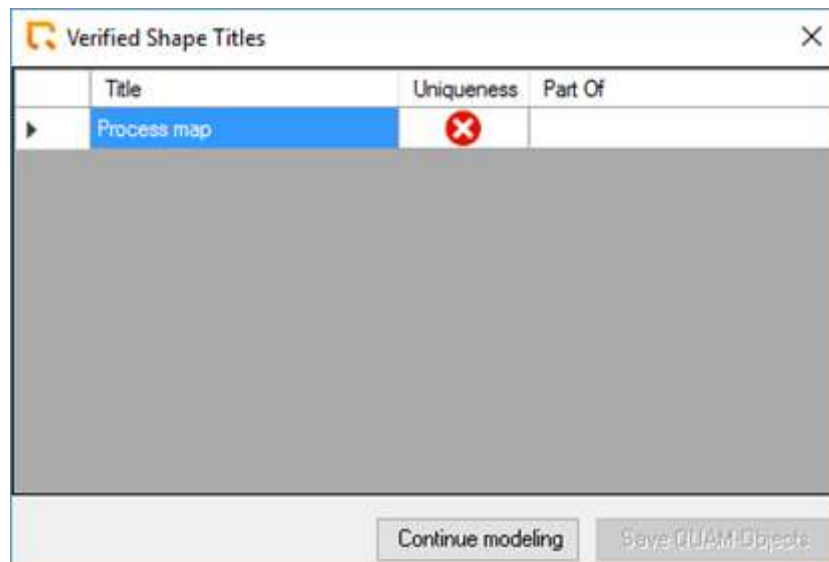 Verified Shape Titles
Title Uniqueness Part Of
Process map
Continue modeling Save QUAM Objects